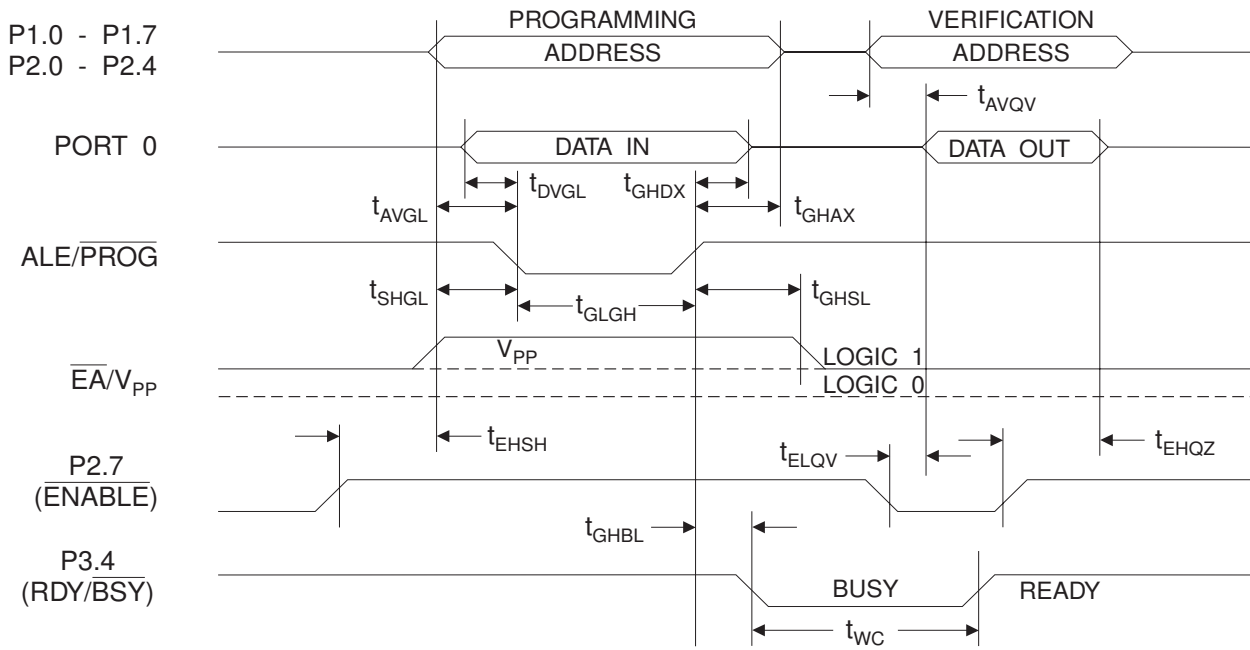 PROGRAMMING VERIFICATION
P1.0 - P1.7
P2.0 - P2.4
ADDRESS ADDRESS
tAVQV
PORT 0 DATA IN DATA OUT
tDVGL tGHDX
tAVGL tGHAX
ALE/PROG
tSHGL tGLGH tGHSL
EA/VPP VPP LOGIC 1
LOGIC 0
tEHSH tELQV tEHQZ
P2.7
(ENABLE)
tGHBL
P3.4
(RDY/BSY) BUSY READY
tWC